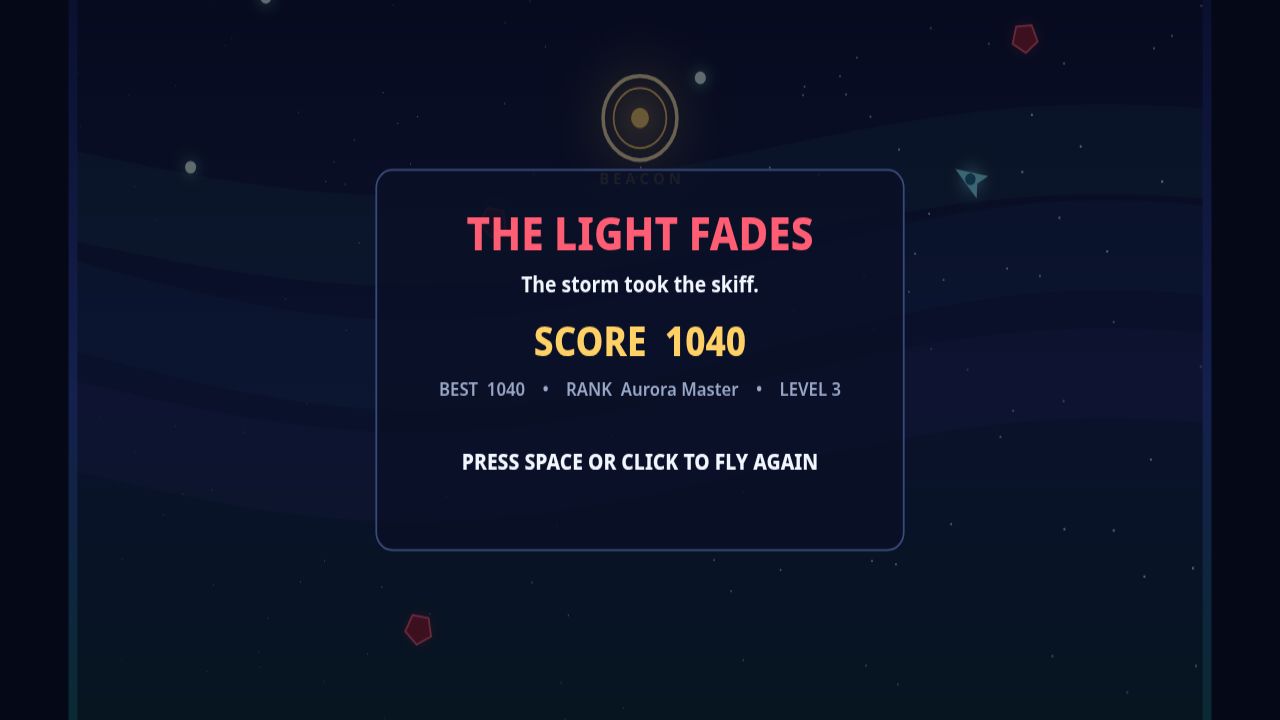 BEACON
THE LIGHT FADES
The storm took the skiff.
SCORE 1040
BEST 1040 • RANK Aurora Master • LEVEL 3
PRESS SPACE OR CLICK TO FLY AGAIN